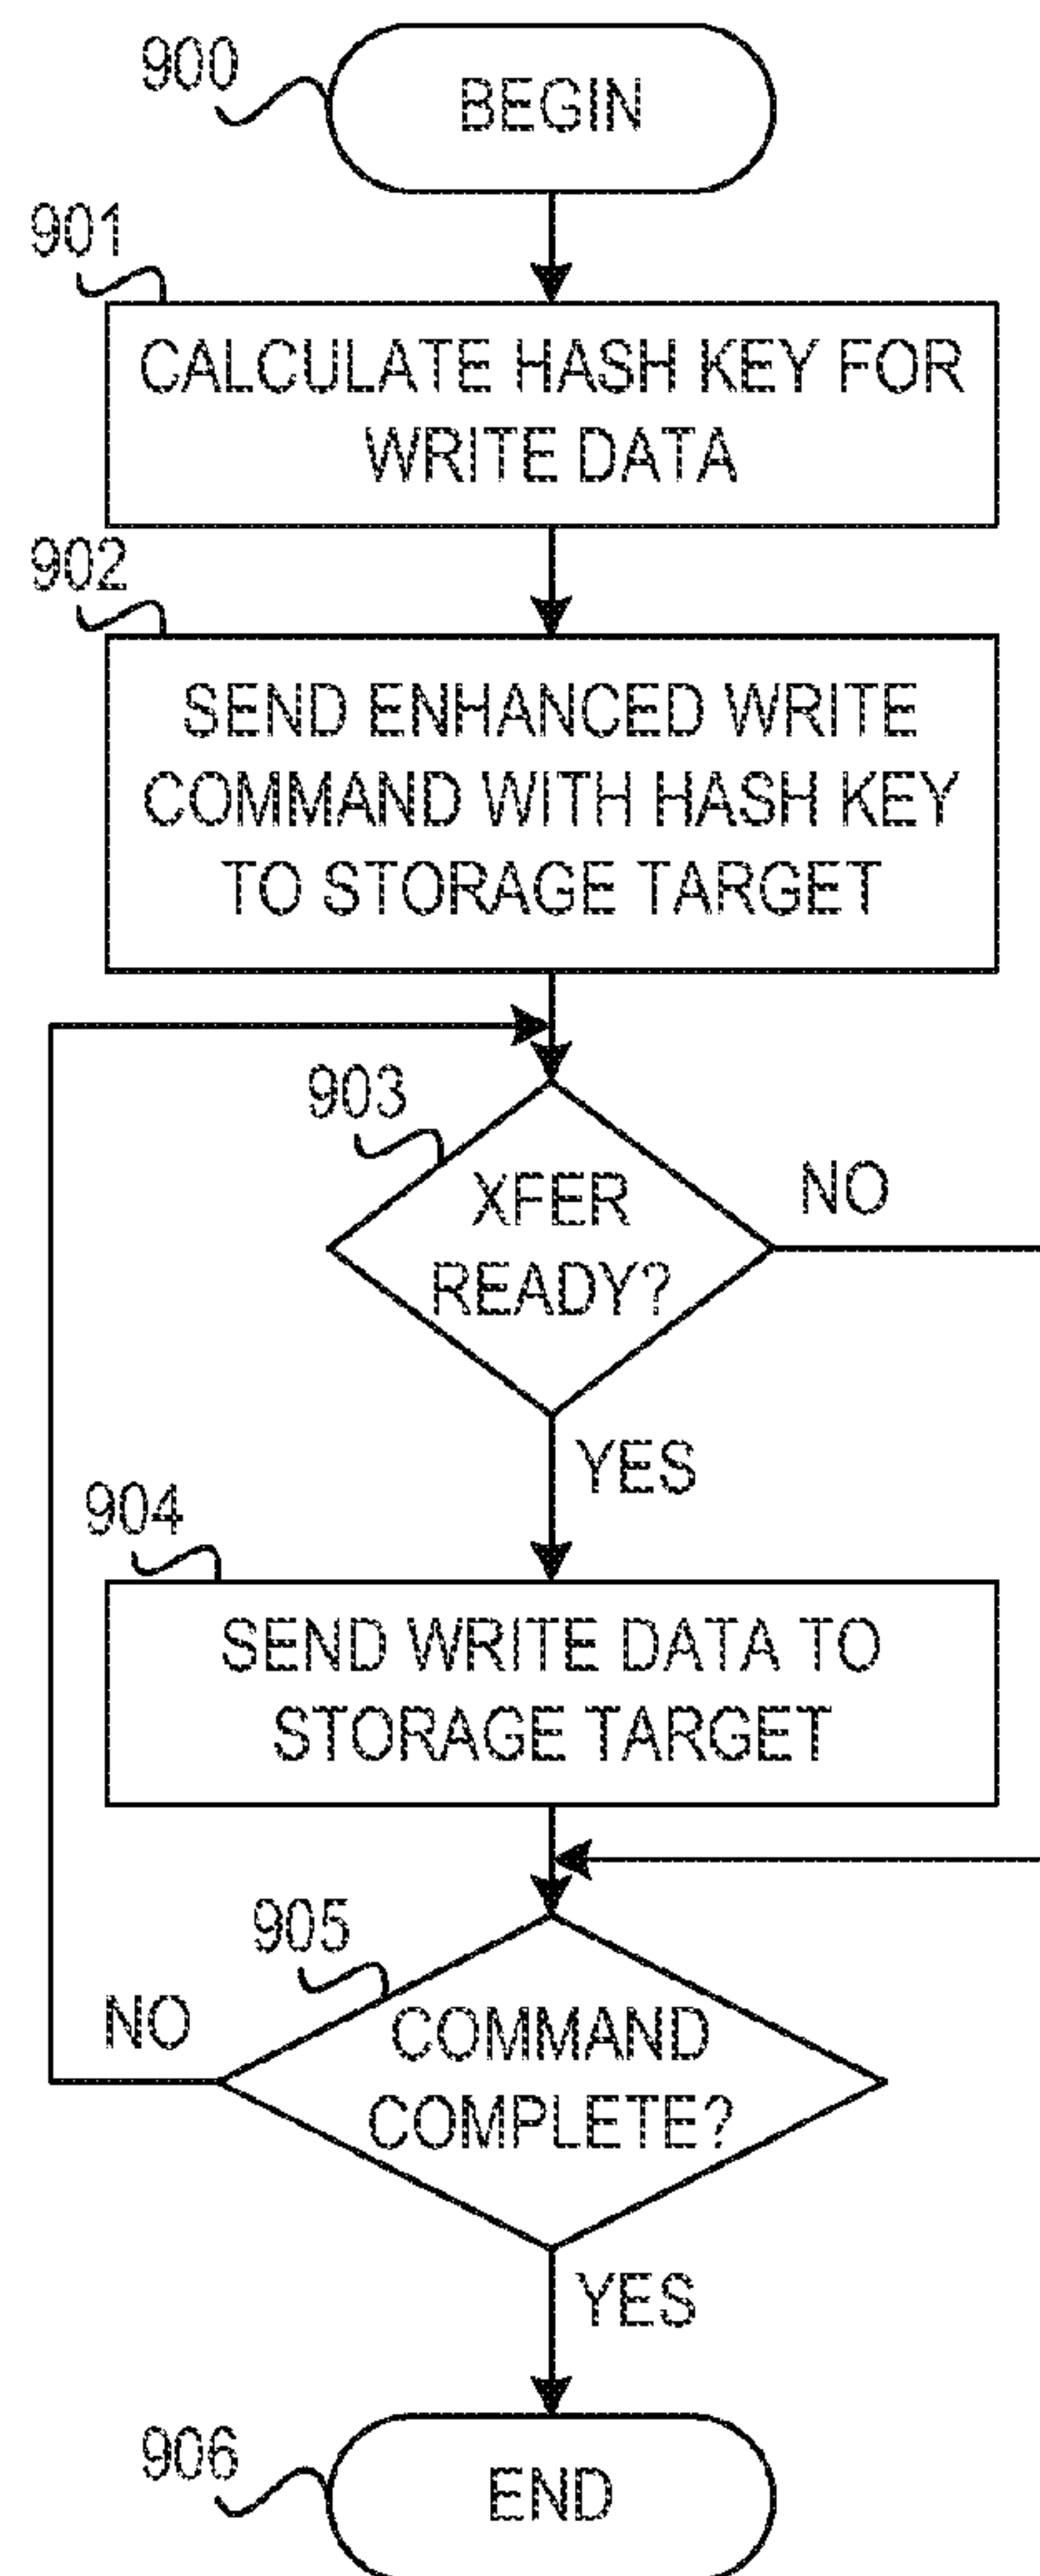 900
BEGIN
901
CALCULATE HASH KEY FOR
WRITE DATA
902
SEND ENHANCED WRITE
COMMAND WITH HASH KEY
TO STORAGE TARGET
903
XFER
READY?
NO
YES
904
SEND WRITE DATA TO
STORAGE TARGET
905
NO
COMMAND
COMPLETE?
YES
906
END